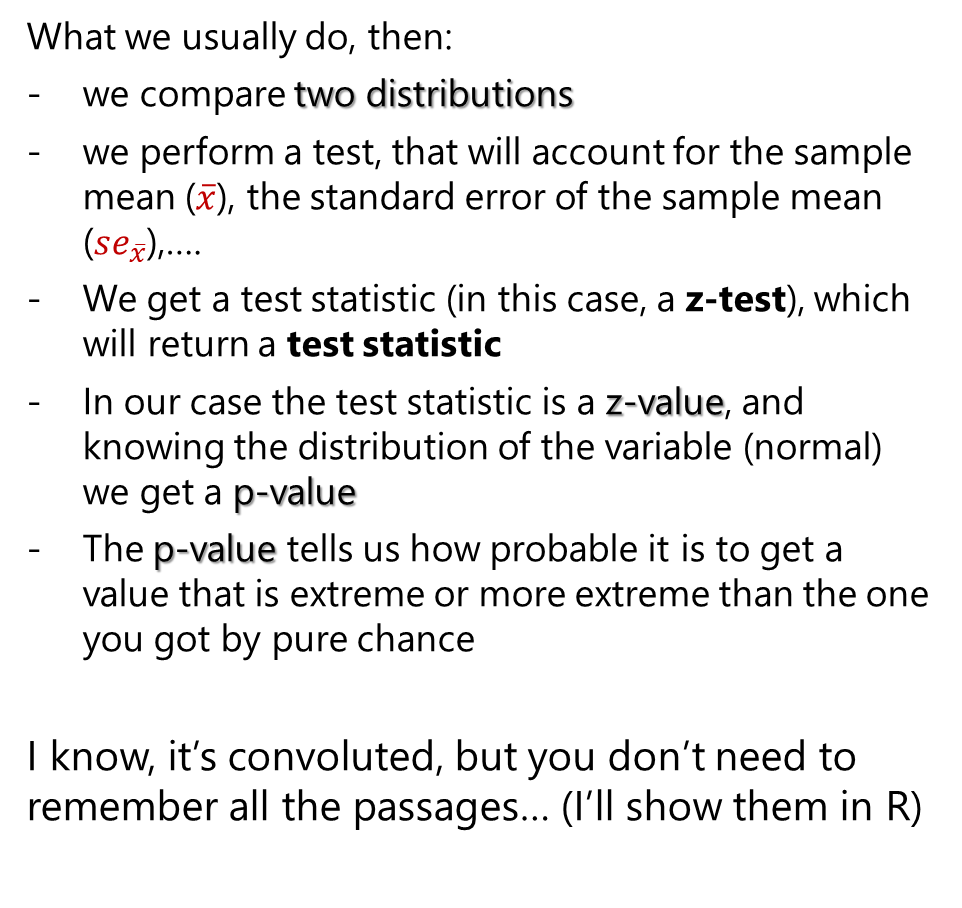 What we usually do, then:
- we compare two distributions
- we perform a test, that will account for the sample
mean (x̄), the standard error of the sample mean
(se_x̄),....
- We get a test statistic (in this case, a z-test), which
will return a test statistic
- In our case the test statistic is a z-value, and
knowing the distribution of the variable (normal)
we get a p-value
- The p-value tells us how probable it is to get a
value that is extreme or more extreme than the one
you got by pure chance
I know, it’s convoluted, but you don’t need to
remember all the passages… (I’ll show them in R)